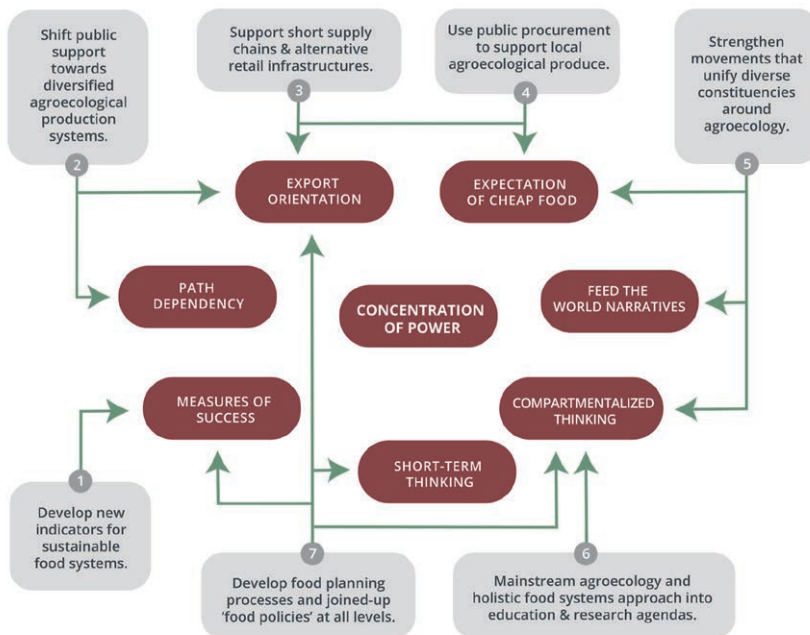 Shift public
support
towards
diversified
agroecological
production
systems.
2
Support short supply
chains & alternative
retail infrastructures.
3
Use public procurement
to support local
agroecological produce.
4
Strengthen
movements that
unify diverse
constituencies
around
agroecology.
5
EXPORT
ORIENTATION
EXPECTATION
OF CHEAP FOOD
PATH
DEPENDENCY
CONCENTRATION
OF POWER
FEED THE
WORLD NARRATIVES
MEASURES OF
SUCCESS
COMPARTMENTALIZED
THINKING
SHORT-TERM
THINKING
1
Develop new
indicators for
sustainable
food systems.
7
Develop food planning
processes and joined-up
‘food policies’ at all levels.
6
Mainstream agroecology and
holistic food systems approach into
education & research agendas.